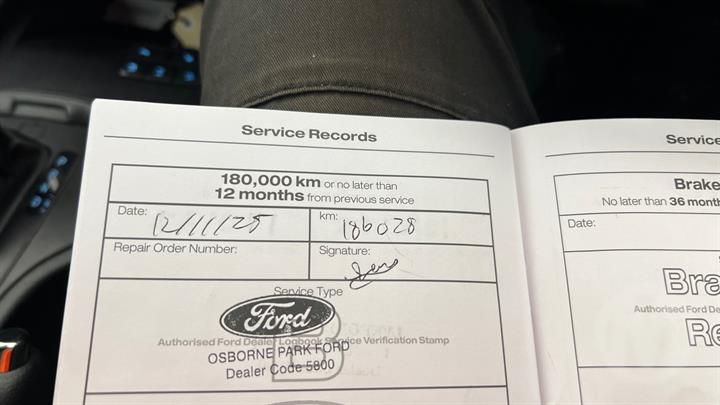 Service Records
180,000 km or no later than
12 months from previous service
Date: 12/11/25
km: 186028
Repair Order Number:
Signature:
Service Type
Ford
B
Authorised Ford Dealer Logbook Service Verification Stamp
OSBORNE PARK FORD
Dealer Code 5800
Service
Brake
No later than 36 month
Date:
Bra
Authorised Ford De
Re